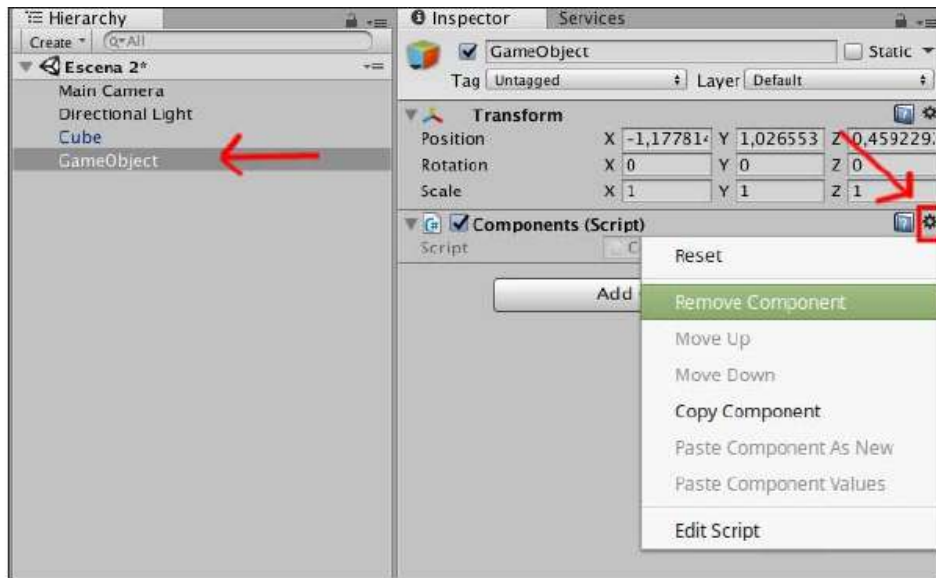 Hierarchy
Create
All
Escena 2*
Main Camera
Directional Light
Cube
GameObject
Inspector Services
GameObject Static
Tag Untagged Layer Default
Transform
Position X -1,17781 Y 1,026553 Z 0,459229
Rotation X 0 Y 0 Z 0
Scale X 1 Y 1 Z 1
Components (Script)
Script C
Add
Reset
Remove Component
Move Up
Move Down
Copy Component
Paste Component As New
Paste Component Values
Edit Script